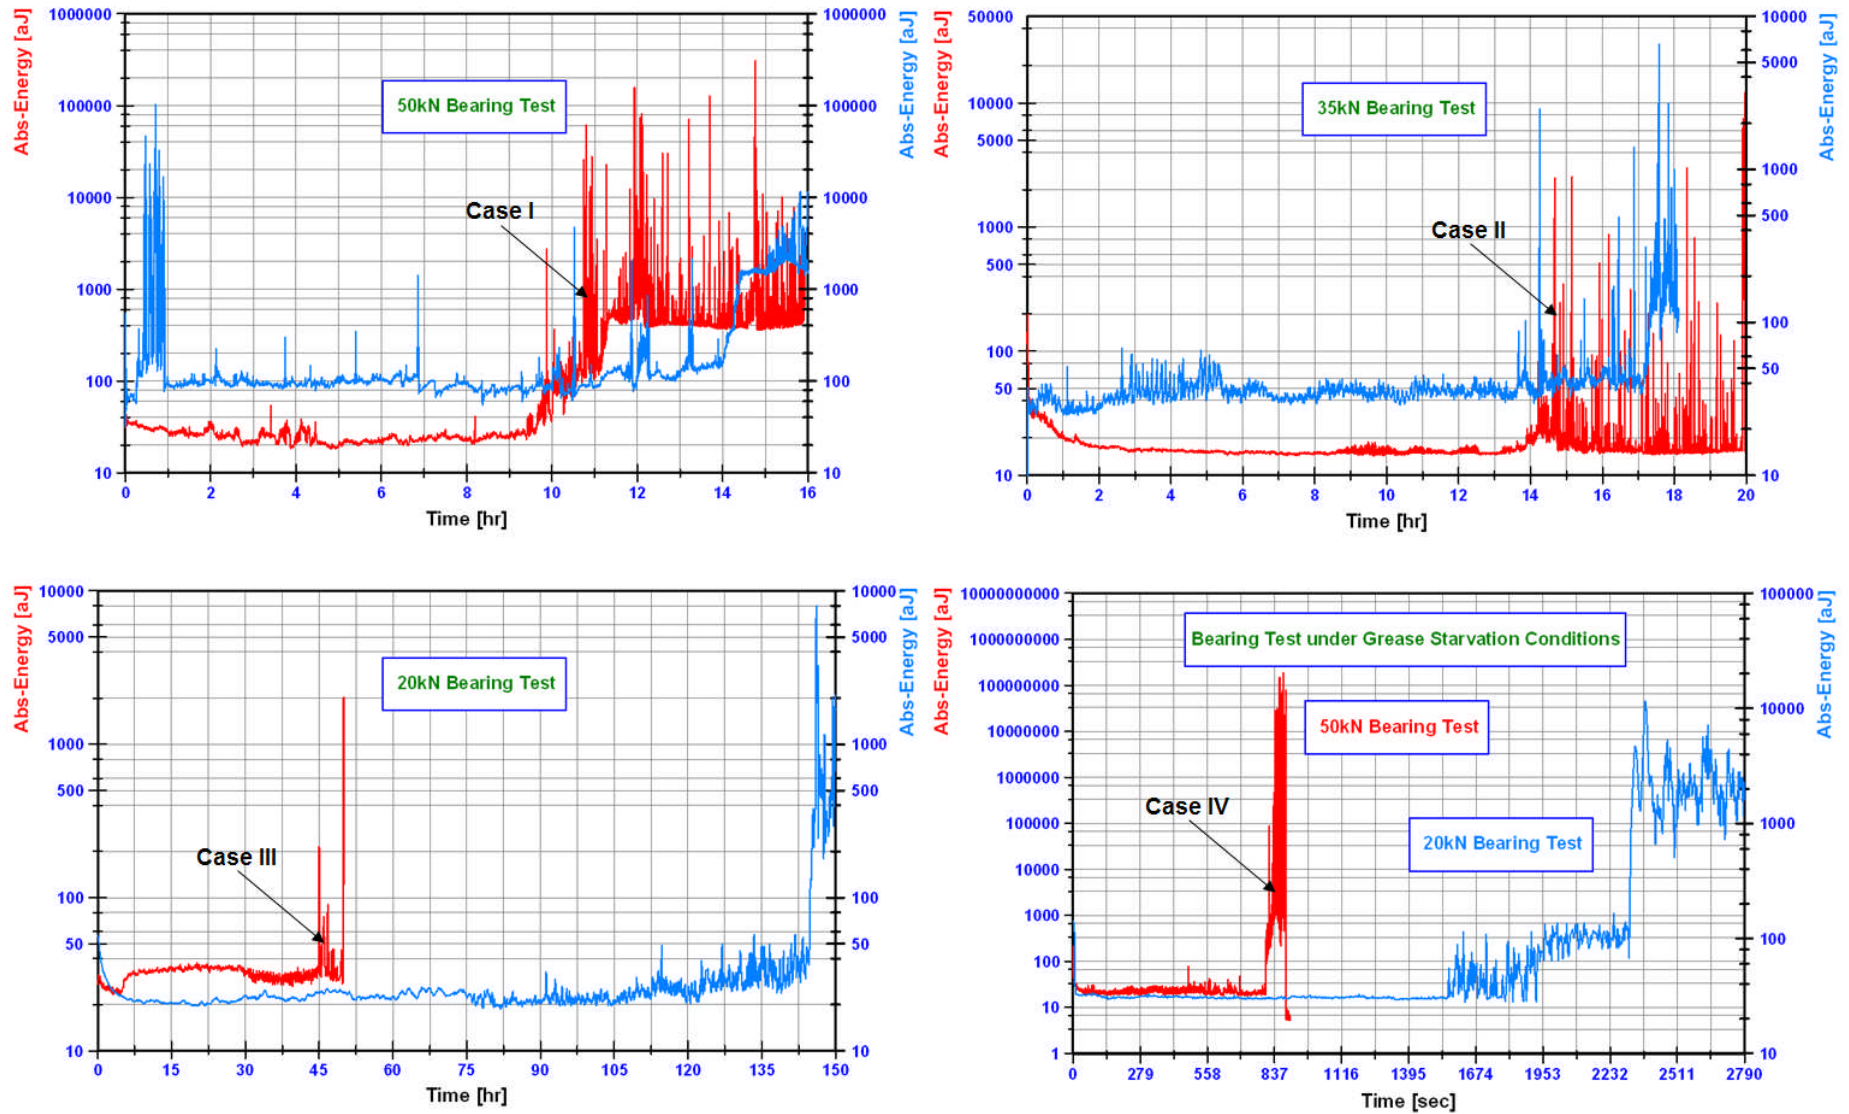 Abs-Energy [aJ]
1000000
100000
10000
1000
100
10
50kN Bearing Test
Case I
1000000
100000
10000
1000
100
10
Abs-Energy [aJ]
0 2 4 6 8 10 12 14 16
Time [hr]
Abs-Energy [aJ]
50000
10000
5000
1000
500
100
50
10
35kN Bearing Test
Case II
10000
5000
1000
500
100
50
10
Abs-Energy [aJ]
0 2 4 6 8 10 12 14 16 18 20
Time [hr]
Abs-Energy [aJ]
10000
5000
1000
500
100
50
10
20kN Bearing Test
Case III
10000
5000
1000
500
100
50
10
Abs-Energy [aJ]
0 15 30 45 60 75 90 105 120 135 150
Time [hr]
Abs-Energy [aJ]
10000000000
1000000000
100000000
10000000
1000000
100000
10000
1000
100
10
1
Bearing Test under Grease Starvation Conditions
50kN Bearing Test
Case IV
20kN Bearing Test
100000
10000
1000
100
10
Abs-Energy [aJ]
0 279 558 837 1116 1395 1674 1953 2232 2511 2790
Time [sec]